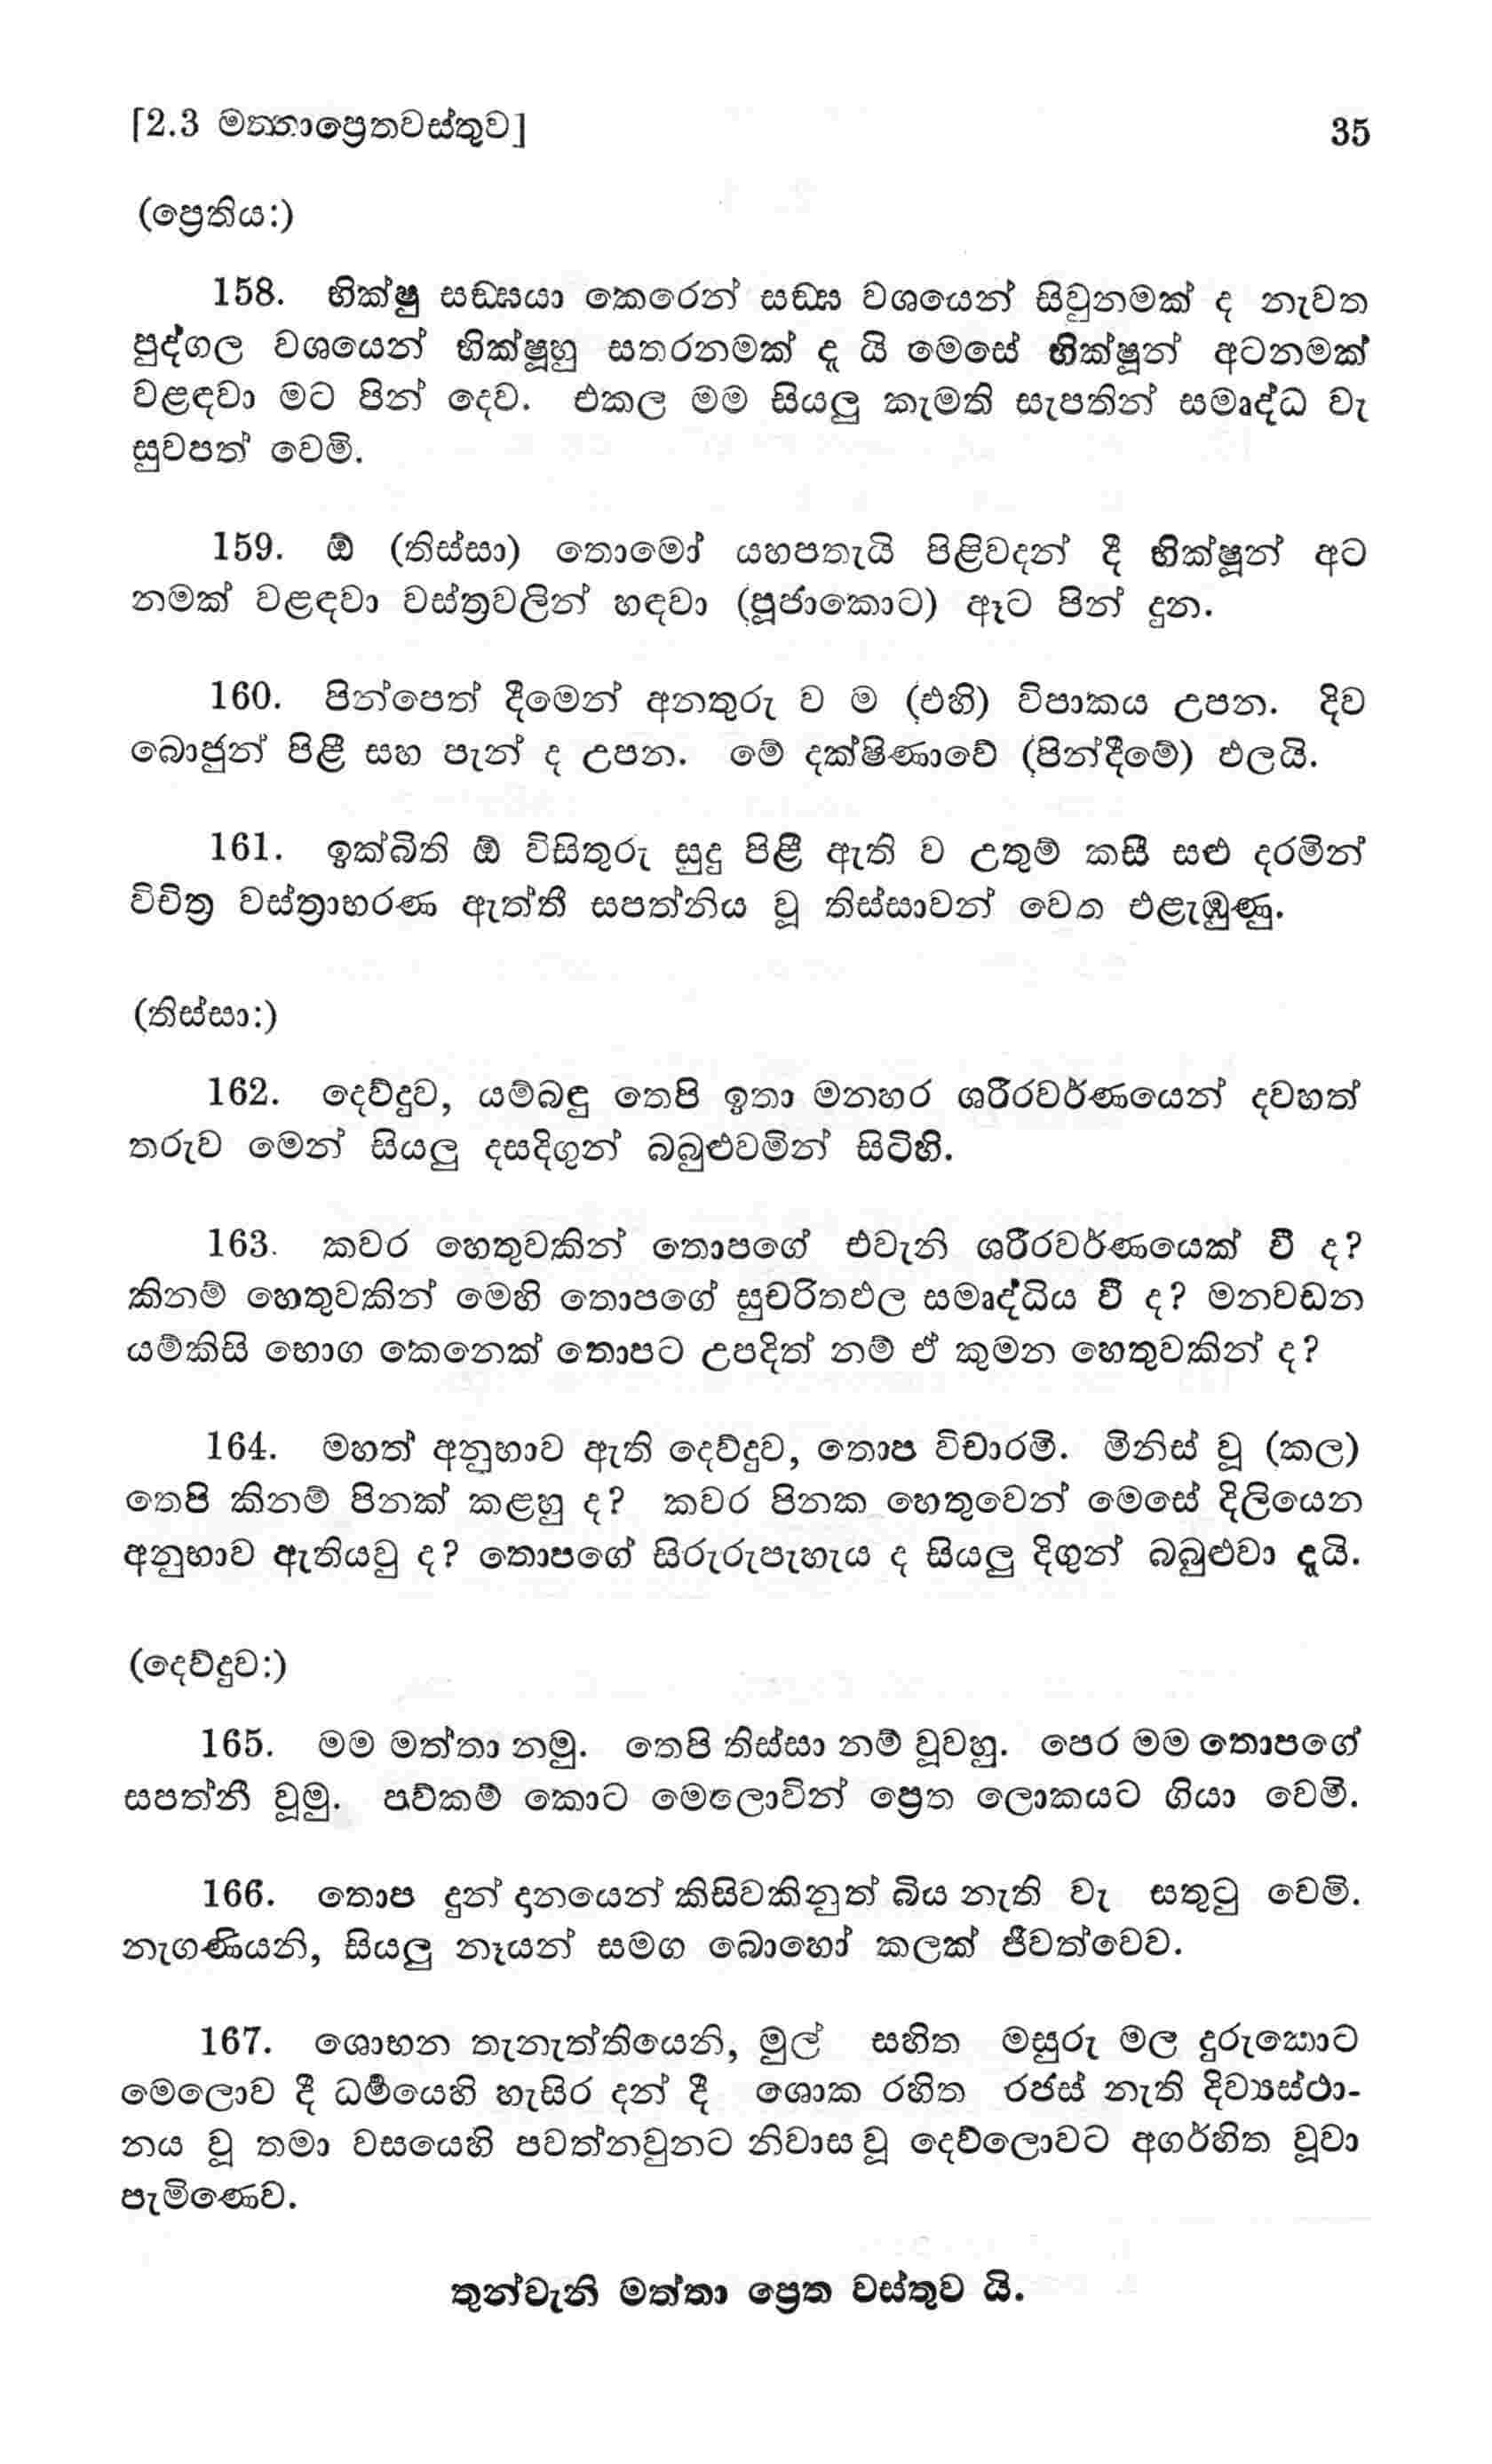 [2.3 මත්තාප්‍රෙතවස්තුව]
35
(ප්‍රෙතිය:)
158. භික්ෂු සඞ්ඝයා කෙරෙන් සඞ්ඝ වශයෙන් සිවුනමක් ද නැවත
පුද්ගල වශයෙන් භික්ෂූහු සතරනමක් ද යි මෙසේ භික්ෂූන් අටනමක්
වළඳවා මට පින් දෙව. එකල මම සියලු කැමති සැපතින් සමෘද්ධ වැ
සුවපත් වෙමි.
159. ඕ (තිස්සා) තොමෝ යහපතැයි පිළිවදන් දී භික්ෂූන් අට
නමක් වළඳවා වස්ත්‍රවලින් හඳවා (පූජාකොට) ඈට පින් දුන.
160. පින්පෙත් දීමෙන් අනතුරු ව ම (එහි) විපාකය උපන. දිව
බොජුන් පිළී සහ පැන් ද උපන. මේ දක්ෂිණාවේ (පින්දීමේ) ඵලයි.
161. ඉක්බිති ඕ විසිතුරු සුදු පිළී ඇති ව උතුම් කසී සළු දරමින්
විචිත්‍ර වස්ත්‍රාභරණ ඇත්තී සපත්නිය වූ තිස්සාවන් වෙත එළැඹුණු.
(තිස්සා:)
162. දෙව්දුව, යම්බඳු තෙපි ඉතා මනහර ශරීරවර්ණයෙන් දවහත්
තරුව මෙන් සියලු දසදිගුන් බබුළුවමින් සිටිහි.
163. කවර හෙතුවකින් තොපගේ එවැනි ශරීරවර්ණයෙක් වී ද?
කිනම් හෙතුවකින් මෙහි තොපගේ සුචරිතඵල සමෘද්ධිය වී ද? මනවඩන
යම්කිසි භොග කෙනෙක් තොපට උපදිත් නම් ඒ කුමන හෙතුවකින් ද?
164. මහත් අනුභාව ඇති දෙව්දුව, තොප විචාරමි. මිනිස් වූ (කල)
තෙපි කිනම් පිනක් කළහු ද? කවර පිනක හෙතුවෙන් මෙසේ දිලියෙන
අනුභාව ඇතියවු ද? තොපගේ සිරුරුපැහැය ද සියලු දිගුන් බබුළුවා දැයි.
(දෙව්දුව:)
165. මම මත්තා නමු. තෙපි තිස්සා නම් වූවහු. පෙර මම තොපගේ
සපත්නී වූමු. පව්කම් කොට මෙලොවින් ප්‍රෙත ලොකයට ගියා වෙමි.
166. තොප දුන් දානයෙන් කිසිවකිනුත් බිය නැති වැ සතුටු වෙමි.
නැගණියනි, සියලු නෑයන් සමග බොහෝ කලක් ජීවත්වෙව.
167. ශොභන තැනැත්තියෙනි, මුල් සහිත මසුරු මල දුරුකොට
මෙලොව දී ධර්‍මයෙහි හැසිර දන් දී ශොක රහිත රජස් නැති දිව්‍යස්ථා-
නය වූ තමා වසයෙහි පවත්නවුනට නිවාස වූ දෙව්ලොවට අගර්හිත වූවා
පැමිණෙව.
තුන්වැනි මත්තා ප්‍රෙත වස්තුව යි.